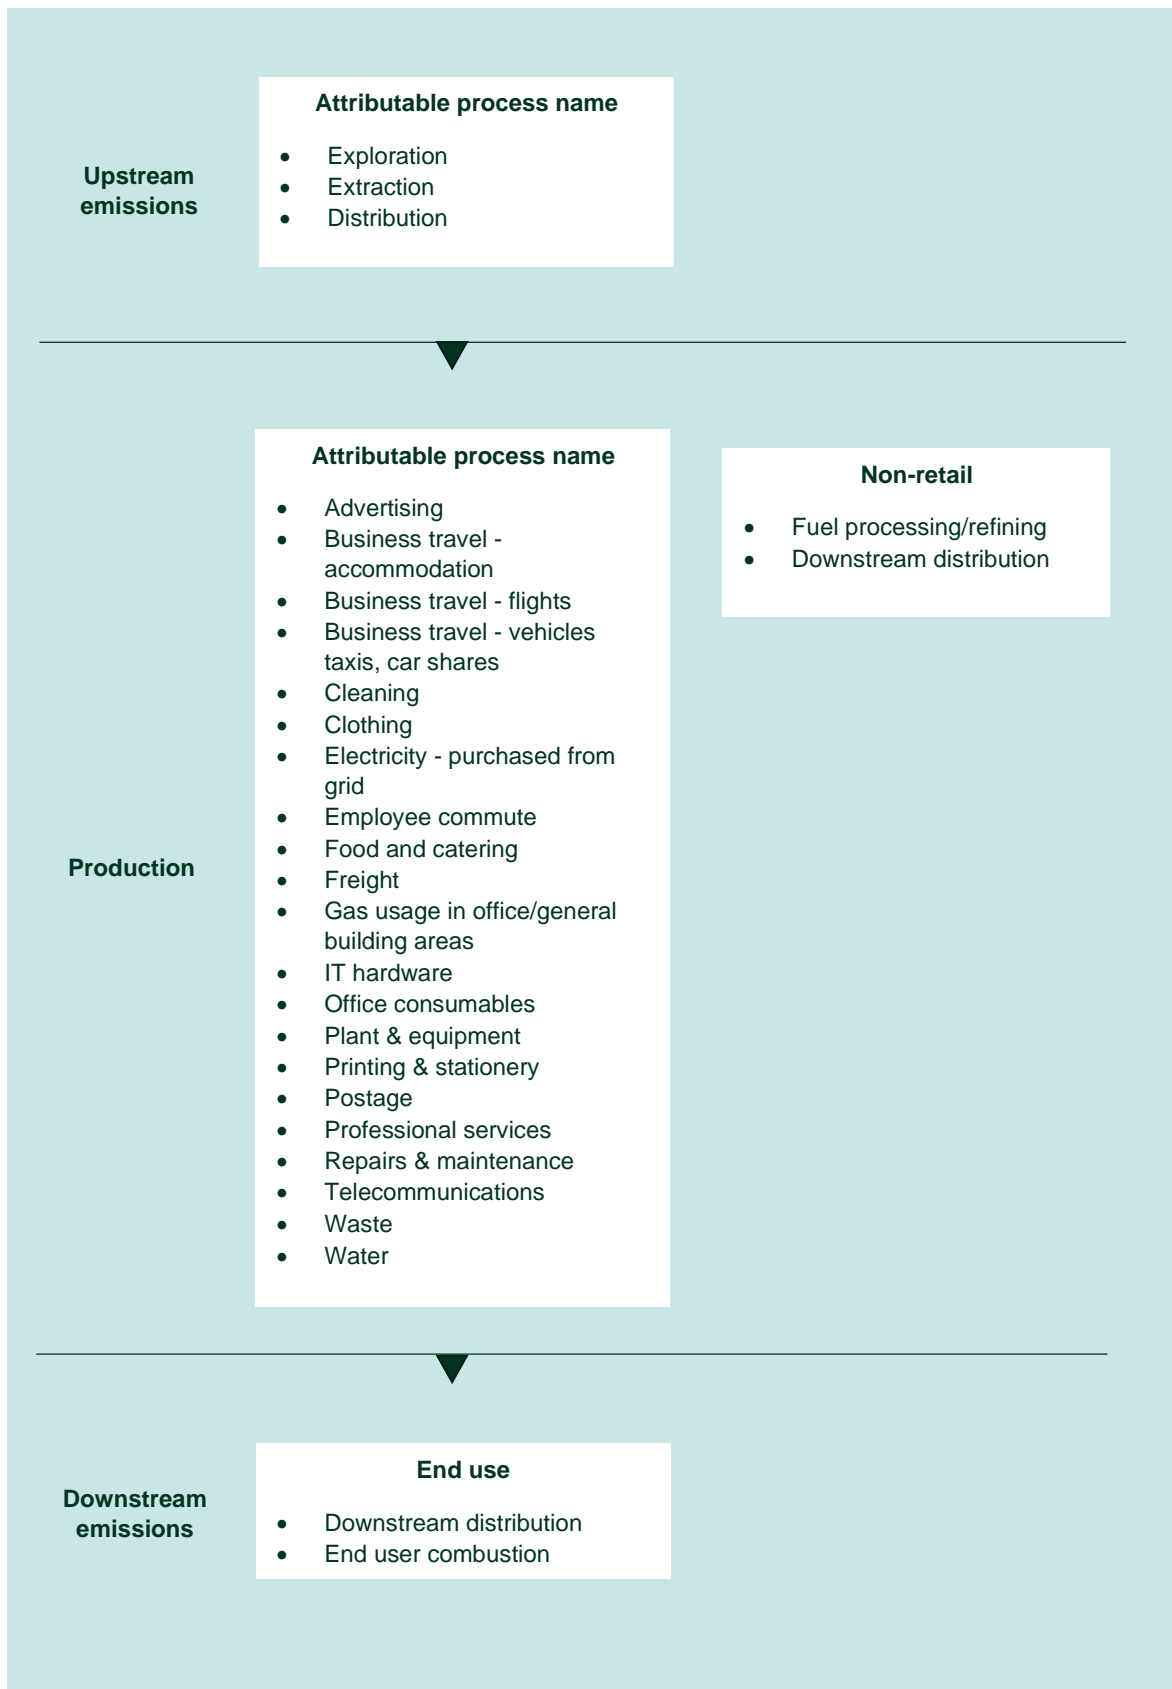 Attributable process name
• Exploration
• Extraction
• Distribution
Upstream
emissions
Attributable process name
• Advertising
• Business travel -
accommodation
• Business travel - flights
• Business travel - vehicles
taxis, car shares
• Cleaning
• Clothing
• Electricity - purchased from
grid
• Employee commute
• Food and catering
• Freight
• Gas usage in office/general
building areas
• IT hardware
• Office consumables
• Plant & equipment
• Printing & stationery
• Postage
• Professional services
• Repairs & maintenance
• Telecommunications
• Waste
• Water
Non-retail
• Fuel processing/refining
• Downstream distribution
Production
End use
• Downstream distribution
• End user combustion
Downstream
emissions